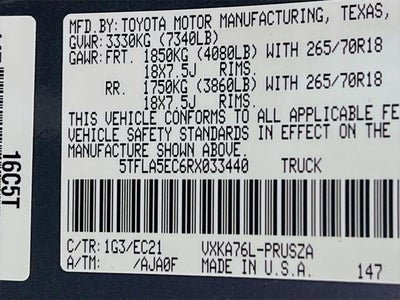 MFD.BY:TOYOTA MOTOR MANUFACTURING, TEXAS,
GVWR:3330KG (7340LB)
GAWR:FRT. 1850KG (4080LB) WITH 265/70R18
18X7.5J RIMS.
RR. 1750KG (3860LB) WITH 265/70R18
18X7.5J RIMS.
THIS VEHICLE CONFORMS TO ALL APPLICABLE FE
VEHICLE SAFETY STANDARDS IN EFFECT ON THE
MANUFACTURE SHOWN ABOVE.
5TFLA5EC6RX033440 TRUCK
C/TR:1G3/EC21 VXKA76L-PRUSZA
A/TM: /AJA0F MADE IN U.S.A. 147
16C5T